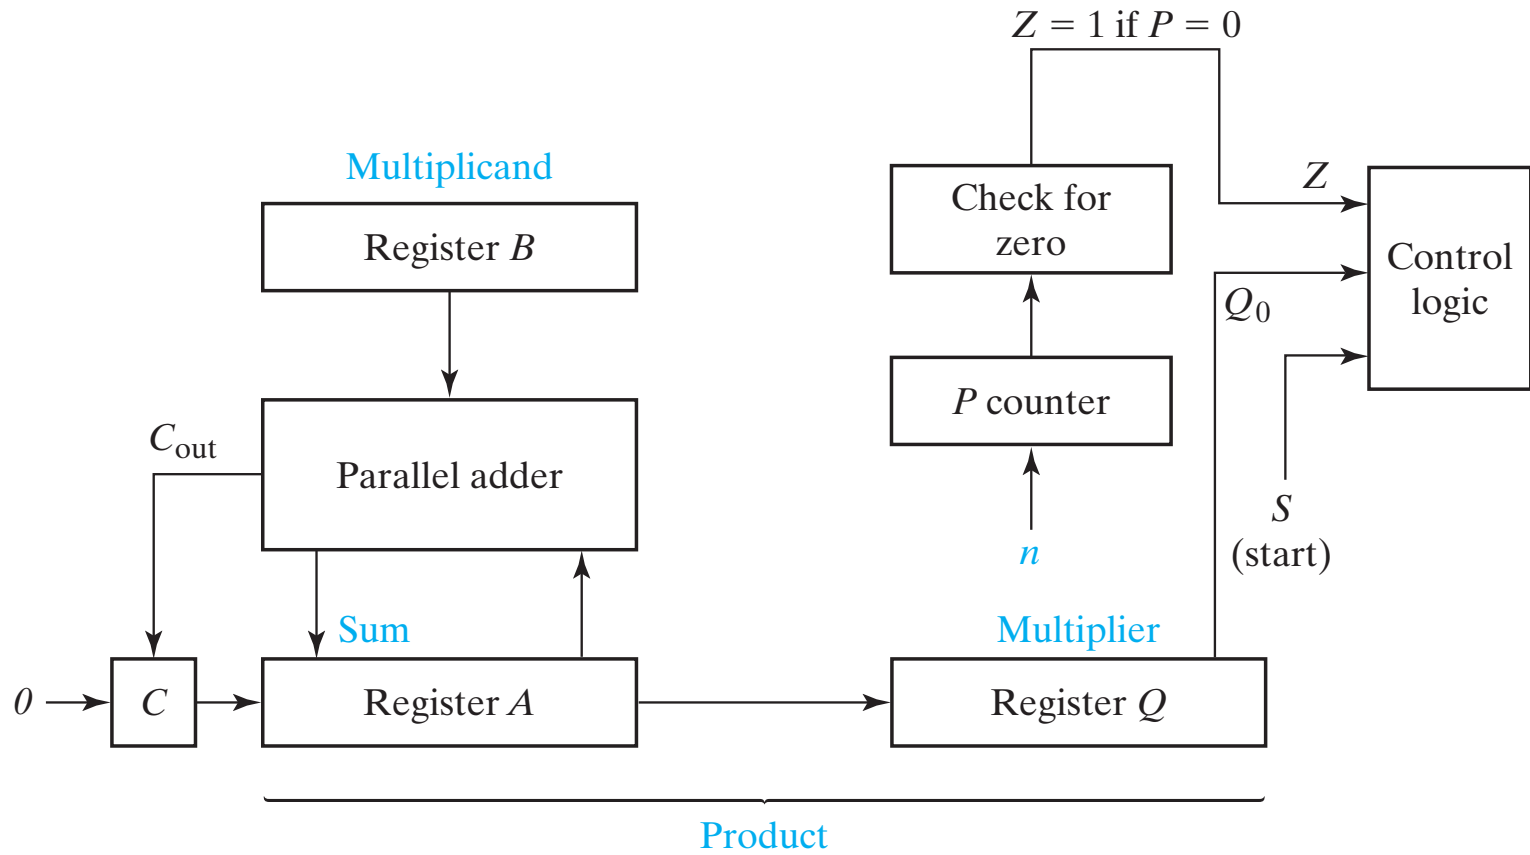 Z = 1 if P = 0
Multiplicand
Register B
Check for
zero
Z
Control
logic
Q₀
P counter
C_out
Parallel adder
S
(start)
n
Sum
Multiplier
0
C
Register A
Register Q
Product